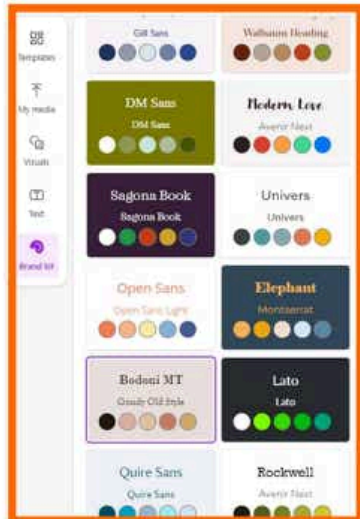 Templates
My media
Visuals
Text
Brand kit
Gill Sans
Walbaum Heading
DM Sans
DM Sans
Modern Love
Avenir Next
Sagona Book
Sagona Book
Univers
Univers
Open Sans
Open Sans Light
Elephant
Montserrat
Bodoni MT
Goudy Old Style
Lato
Lato
Quire Sans
Quire Sans
Rockwell
Avenir Next